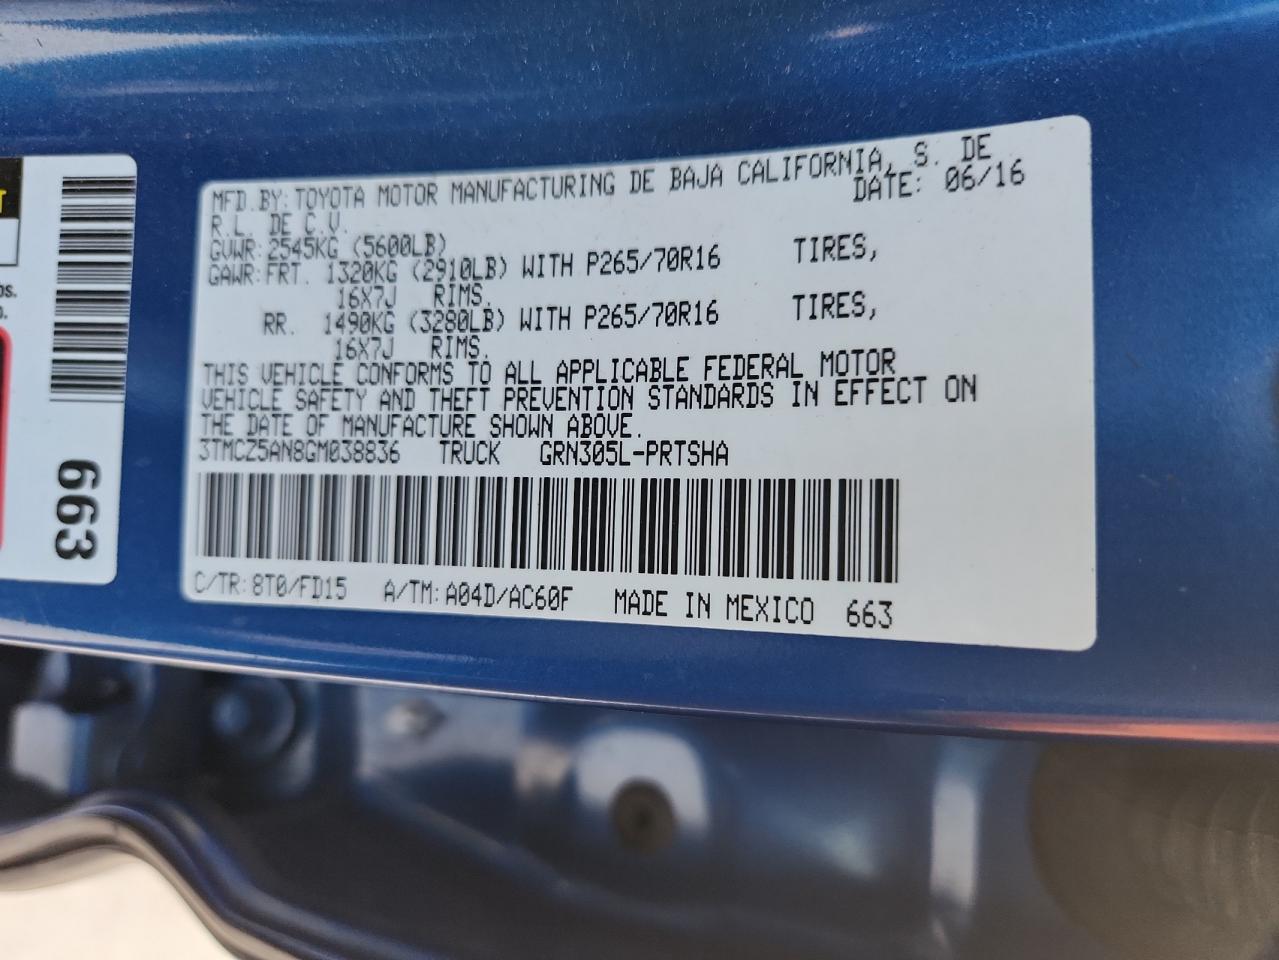 MFD.BY: TOYOTA MOTOR MANUFACTURING DE BAJA CALIFORNIA, S. DE
R.L. DE C.V. DATE: 06/16
GVWR: 2545KG (5600LB)
GAWR: FRT. 1320KG (2910LB) WITH P265/70R16 TIRES,
16X7J RIMS.
RR. 1490KG (3280LB) WITH P265/70R16 TIRES,
16X7J RIMS.
THIS VEHICLE CONFORMS TO ALL APPLICABLE FEDERAL MOTOR
VEHICLE SAFETY AND THEFT PREVENTION STANDARDS IN EFFECT ON
THE DATE OF MANUFACTURE SHOWN ABOVE.
3TMCZ5AN8GM038836 TRUCK GRN305L-PRTSHA
C/TR: 8T0/FD15 A/TM: A04D/AC60F MADE IN MEXICO 663
663